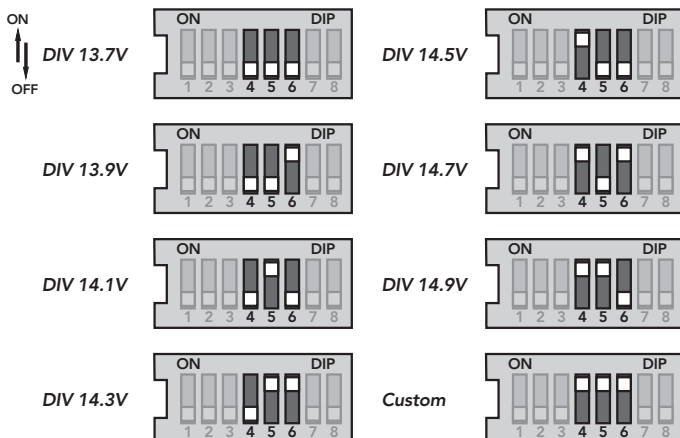 ON
OFF
DIV 13.7V
ON DIP
1 2 3 4 5 6 7 8
DIV 14.5V
ON DIP
1 2 3 4 5 6 7 8
DIV 13.9V
ON DIP
1 2 3 4 5 6 7 8
DIV 14.7V
ON DIP
1 2 3 4 5 6 7 8
DIV 14.1V
ON DIP
1 2 3 4 5 6 7 8
DIV 14.9V
ON DIP
1 2 3 4 5 6 7 8
DIV 14.3V
ON DIP
1 2 3 4 5 6 7 8
Custom
ON DIP
1 2 3 4 5 6 7 8